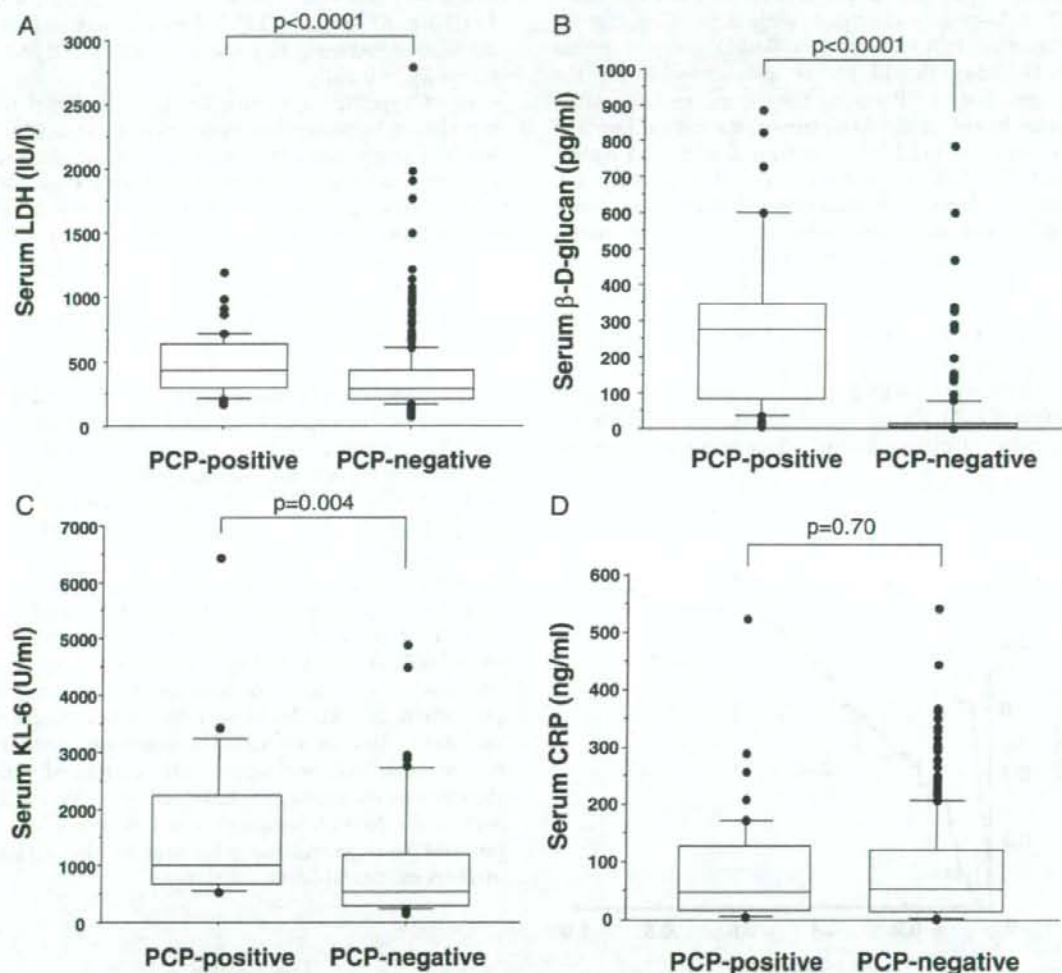 A
p<0.0001
Serum LDH (IU/l)
3000
2500
2000
1500
1000
500
0
PCP-positive
PCP-negative
B
p<0.0001
Serum β-D-glucan (pg/ml)
1000
900
800
700
600
500
400
300
200
100
0
PCP-positive
PCP-negative
C
p=0.004
Serum KL-6 (U/ml)
7000
6000
5000
4000
3000
2000
1000
0
PCP-positive
PCP-negative
D
p=0.70
Serum CRP (ng/ml)
600
500
400
300
200
100
0
PCP-positive
PCP-negative